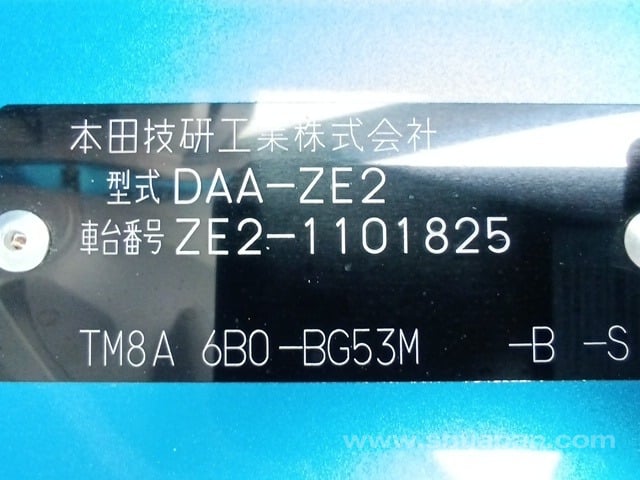 本田技研工業株式会社
型式 DAA-ZE2
車台番号 ZE2-1101825
TM8A 6B0-BG53M -B -S